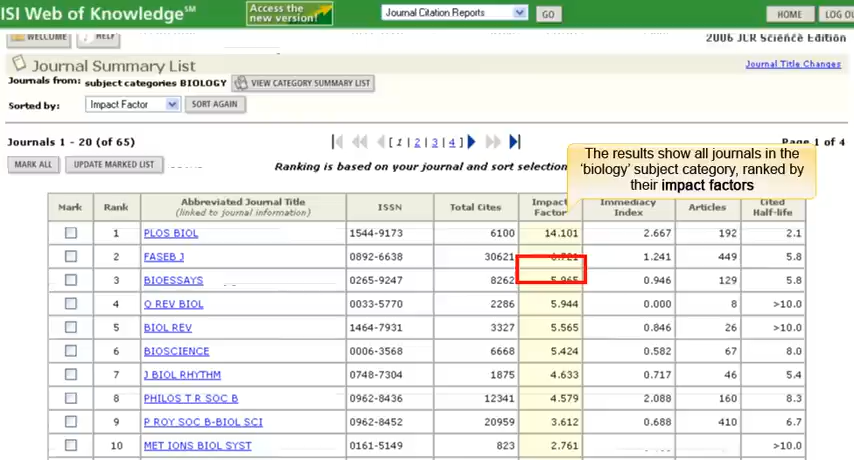 ISI Web of Knowledge℠ Access the new version! Journal Citation Reports GO HOME LOG
WELCOME HELP 2006 JCR Science Edition
Journal Summary List Journal Title Changes
Journals from: subject categories BIOLOGY VIEW CATEGORY SUMMARY LIST
Sorted by: Impact Factor SORT AGAIN
Journals 1 - 20 (of 65) [ 1 | 2 | 3 | 4 ] Page 1 of 4
MARK ALL UPDATE MARKED LIST Ranking is based on your journal and sort selection
The results show all journals in the
‘biology’ subject category, ranked by
their impact factors
Mark Rank Abbreviated Journal Title (linked to journal information) ISSN Total Cites Impact Factor Immediacy Index Articles Cited Half-life
1 PLOS BIOL 1544-9173 6100 14.101 2.667 192 2.1
2 FASEB J 0892-6638 30621 1.241 449 5.8
3 BIOESSAYS 0265-9247 8262 5.965 0.946 129 5.8
4 Q REV BIOL 0033-5770 2286 5.944 0.000 8 >10.0
5 BIOL REV 1464-7931 3327 5.565 0.846 26 >10.0
6 BIOSCIENCE 0006-3568 6668 5.424 0.582 67 8.0
7 J BIOL RHYTHM 0748-7304 1875 4.633 0.717 46 5.4
8 PHILOS T R SOC B 0962-8436 12341 4.579 2.088 160 8.3
9 P ROY SOC B-BIOL SCI 0962-8452 20959 3.612 0.688 410 6.7
10 MET IONS BIOL SYST 0161-5149 823 2.761 >10.0